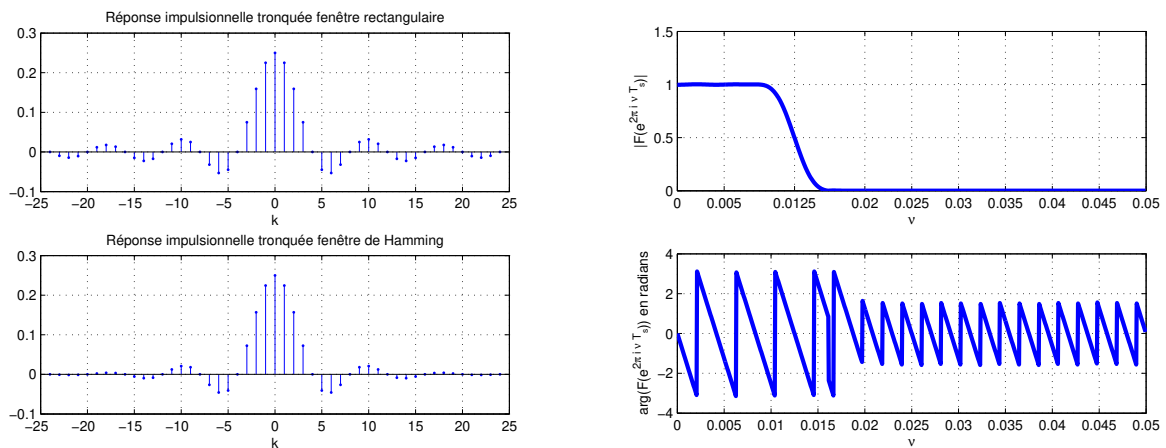 Réponse impulsionnelle tronquée fenêtre rectangulaire
0.3
0.2
0.1
0
−0.1
−25 −20 −15 −10 −5 0 5 10 15 20 25
k
Réponse impulsionnelle tronquée fenêtre de Hamming
0.3
0.2
0.1
0
−0.1
−25 −20 −15 −10 −5 0 5 10 15 20 25
k
|F(e^{2π i ν T_s})|
1.5
1
0.5
0
0 0.005 0.0125 0.02 0.025 0.03 0.035 0.04 0.045 0.05
ν
arg(F(e^{2π i ν T_s})) en radians
4
2
0
−2
−4
0 0.005 0.01 0.015 0.02 0.025 0.03 0.035 0.04 0.045 0.05
ν